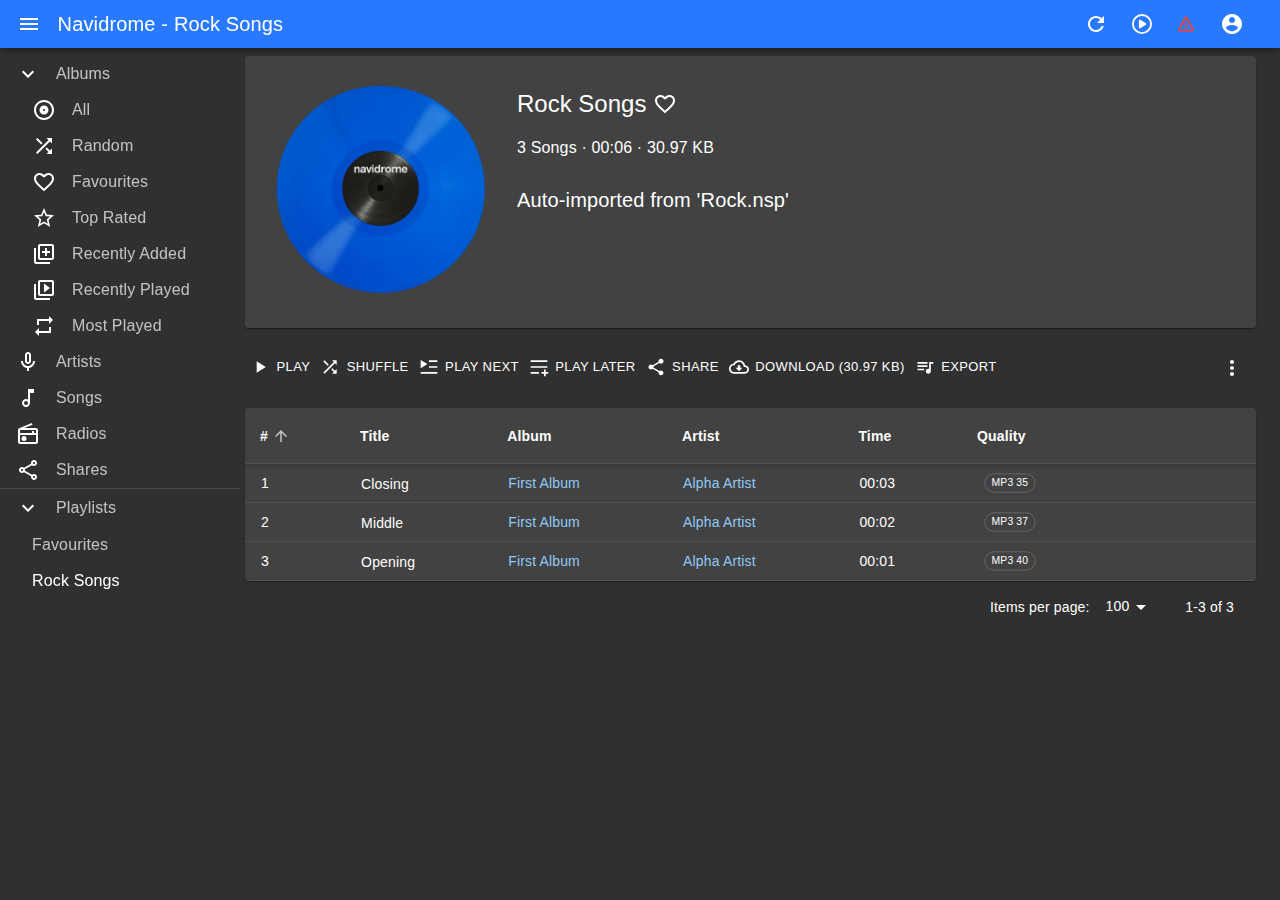 Navidrome - Rock Songs
Albums
All
Random
Favourites
Top Rated
Recently Added
Recently Played
Most Played
Artists
Songs
Radios
Shares
Playlists
Favourites
Rock Songs
navidrome
Rock Songs
3 Songs · 00:06 · 30.97 KB
Auto-imported from 'Rock.nsp'
PLAY SHUFFLE PLAY NEXT PLAY LATER SHARE DOWNLOAD (30.97 KB) EXPORT
# Title Album Artist Time Quality
1 Closing First Album Alpha Artist 00:03 MP3 35
2 Middle First Album Alpha Artist 00:02 MP3 37
3 Opening First Album Alpha Artist 00:01 MP3 40
Items per page: 100 1-3 of 3